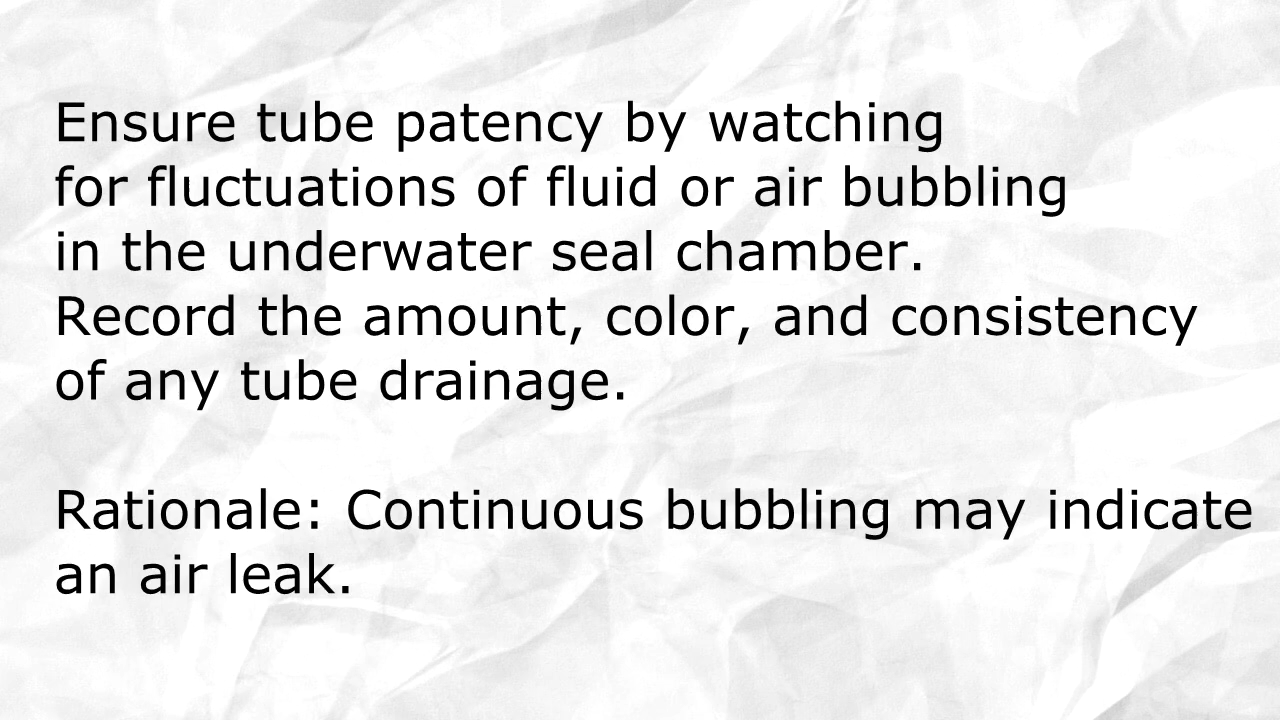 Ensure tube patency by watching
for fluctuations of fluid or air bubbling
in the underwater seal chamber.
Record the amount, color, and consistency
of any tube drainage.
Rationale: Continuous bubbling may indicate
an air leak.